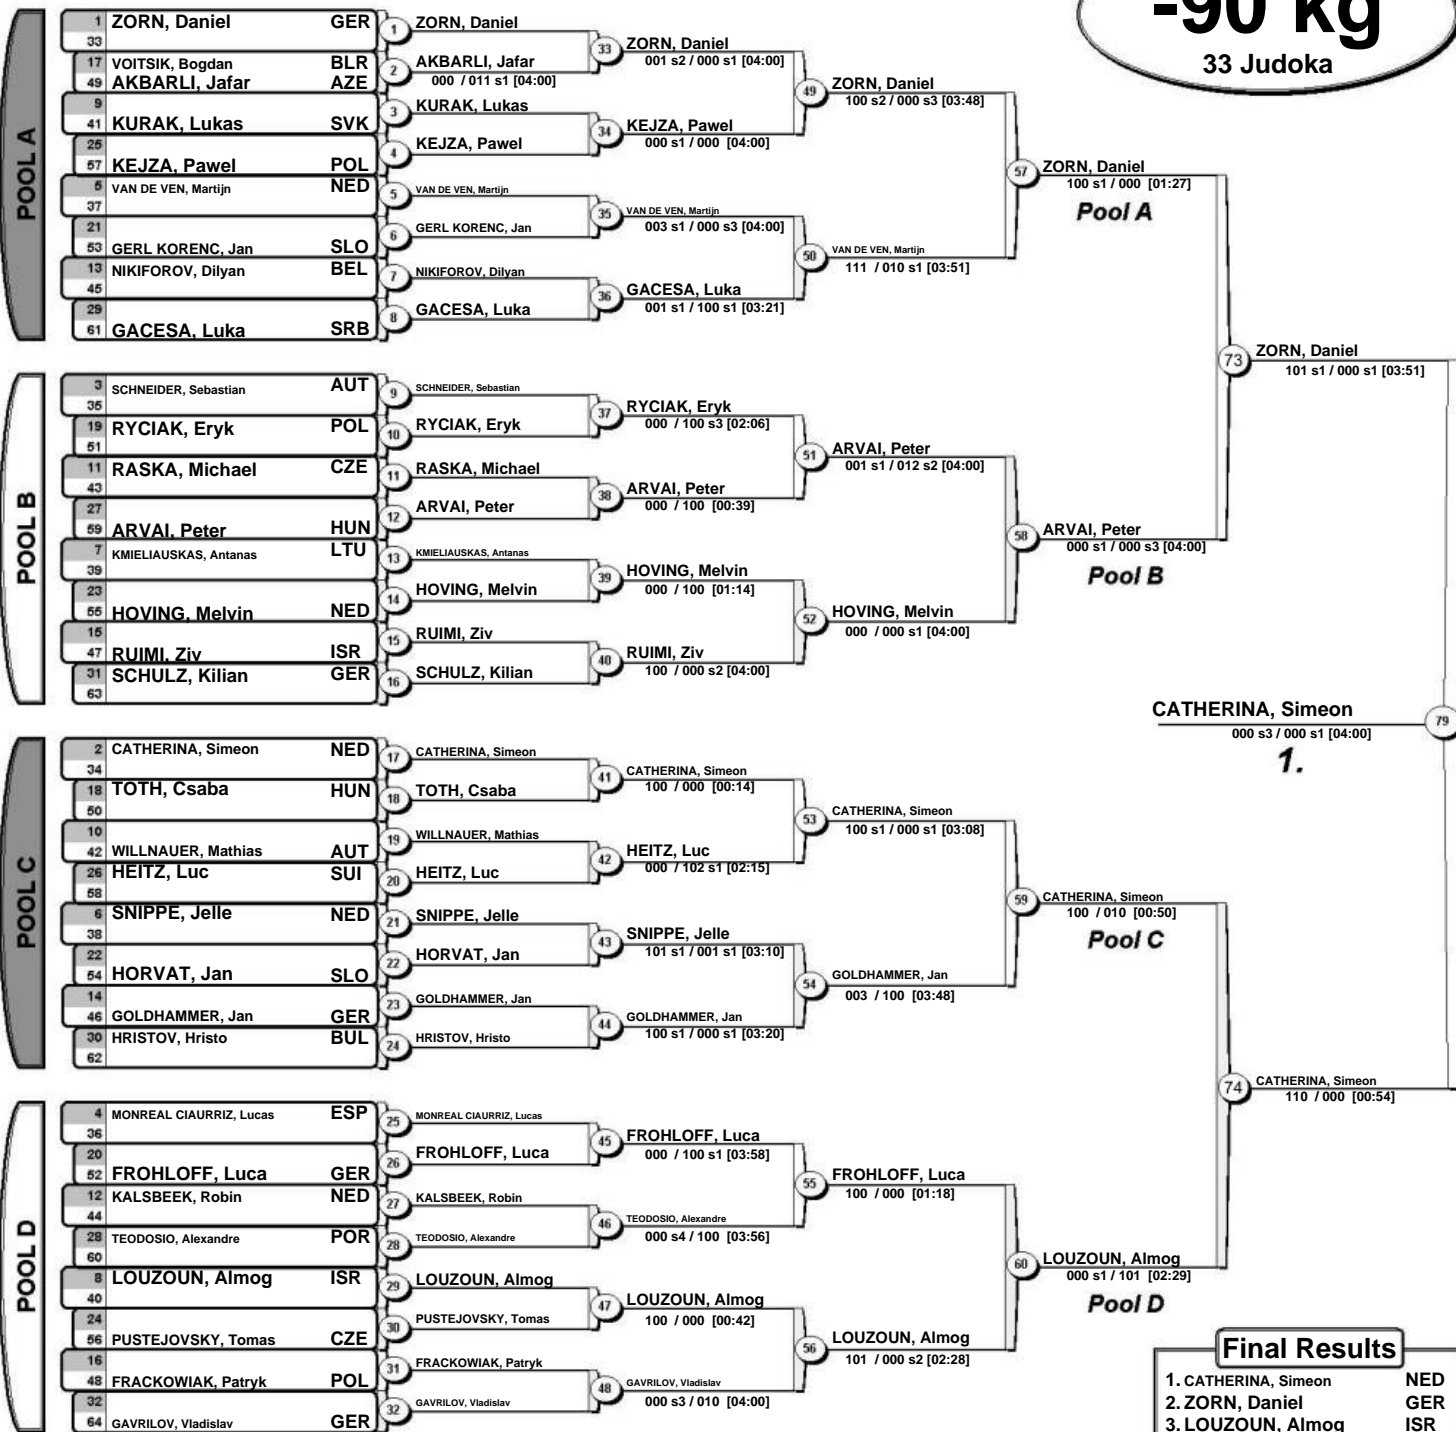 -90 kg
33 Judoka
POOL A
1 ZORN, Daniel GER
33
17 VOITSIK, Bogdan BLR
49 AKBARLI, Jafar AZE
9
41 KURAK, Lukas SVK
25
57 KEJZA, Pawel POL
5 VAN DE VEN, Martijn NED
37
21
53 GERL KORENC, Jan SLO
13 NIKIFOROV, Dilyan BEL
45
29
61 GACESA, Luka SRB
1 ZORN, Daniel
2 AKBARLI, Jafar
000 / 011 s1 [04:00]
3 KURAK, Lukas
4 KEJZA, Pawel
5 VAN DE VEN, Martijn
6 GERL KORENC, Jan
7 NIKIFOROV, Dilyan
8 GACESA, Luka
33 ZORN, Daniel
001 s2 / 000 s1 [04:00]
34 KEJZA, Pawel
000 s1 / 000 [04:00]
35 VAN DE VEN, Martijn
003 s1 / 000 s3 [04:00]
36 GACESA, Luka
001 s1 / 100 s1 [03:21]
49 ZORN, Daniel
100 s2 / 000 s3 [03:48]
50 VAN DE VEN, Martijn
111 / 010 s1 [03:51]
57 ZORN, Daniel
100 s1 / 000 [01:27]
Pool A
POOL B
3 SCHNEIDER, Sebastian AUT
35
19 RYCIAK, Eryk POL
51
11 RASKA, Michael CZE
43
27
59 ARVAI, Peter HUN
7 KMIELIAUSKAS, Antanas LTU
39
23
55 HOVING, Melvin NED
15
47 RUIMI, Ziv ISR
31 SCHULZ, Kilian GER
63
9 SCHNEIDER, Sebastian
10 RYCIAK, Eryk
11 RASKA, Michael
12 ARVAI, Peter
13 KMIELIAUSKAS, Antanas
14 HOVING, Melvin
15 RUIMI, Ziv
16 SCHULZ, Kilian
37 RYCIAK, Eryk
000 / 100 s3 [02:06]
38 ARVAI, Peter
000 / 100 [00:39]
39 HOVING, Melvin
000 / 100 [01:14]
40 RUIMI, Ziv
100 / 000 s2 [04:00]
51 ARVAI, Peter
001 s1 / 012 s2 [04:00]
52 HOVING, Melvin
000 / 000 s1 [04:00]
58 ARVAI, Peter
000 s1 / 000 s3 [04:00]
Pool B
73 ZORN, Daniel
101 s1 / 000 s1 [03:51]
CATHERINA, Simeon 79
000 s3 / 000 s1 [04:00]
1.
POOL C
2 CATHERINA, Simeon NED
34
18 TOTH, Csaba HUN
50
10
42 WILLNAUER, Mathias AUT
26 HEITZ, Luc SUI
58
6 SNIPPE, Jelle NED
38
22
54 HORVAT, Jan SLO
14
46 GOLDHAMMER, Jan GER
30 HRISTOV, Hristo BUL
62
17 CATHERINA, Simeon
18 TOTH, Csaba
19 WILLNAUER, Mathias
20 HEITZ, Luc
21 SNIPPE, Jelle
22 HORVAT, Jan
23 GOLDHAMMER, Jan
24 HRISTOV, Hristo
41 CATHERINA, Simeon
100 / 000 [00:14]
42 HEITZ, Luc
000 / 102 s1 [02:15]
43 SNIPPE, Jelle
101 s1 / 001 s1 [03:10]
44 GOLDHAMMER, Jan
100 s1 / 000 s1 [03:20]
53 CATHERINA, Simeon
100 s1 / 000 s1 [03:08]
54 GOLDHAMMER, Jan
003 / 100 [03:48]
59 CATHERINA, Simeon
100 / 010 [00:50]
Pool C
POOL D
4 MONREAL CIAURRIZ, Lucas ESP
36
20
52 FROHLOFF, Luca GER
12 KALSBEEK, Robin NED
44
28 TEODOSIO, Alexandre POR
60
8 LOUZOUN, Almog ISR
40
24
56 PUSTEJOVSKY, Tomas CZE
16
48 FRACKOWIAK, Patryk POL
32
64 GAVRILOV, Vladislav GER
25 MONREAL CIAURRIZ, Lucas
26 FROHLOFF, Luca
27 KALSBEEK, Robin
28 TEODOSIO, Alexandre
29 LOUZOUN, Almog
30 PUSTEJOVSKY, Tomas
31 FRACKOWIAK, Patryk
32 GAVRILOV, Vladislav
45 FROHLOFF, Luca
000 / 100 s1 [03:58]
46 TEODOSIO, Alexandre
000 s4 / 100 [03:56]
47 LOUZOUN, Almog
100 / 000 [00:42]
48 GAVRILOV, Vladislav
000 s3 / 010 [04:00]
55 FROHLOFF, Luca
100 / 000 [01:18]
56 LOUZOUN, Almog
101 / 000 s2 [02:28]
60 LOUZOUN, Almog
000 s1 / 101 [02:29]
Pool D
74 CATHERINA, Simeon
110 / 000 [00:54]
Final Results
1. CATHERINA, Simeon NED
2. ZORN, Daniel GER
3. LOUZOUN, Almog ISR